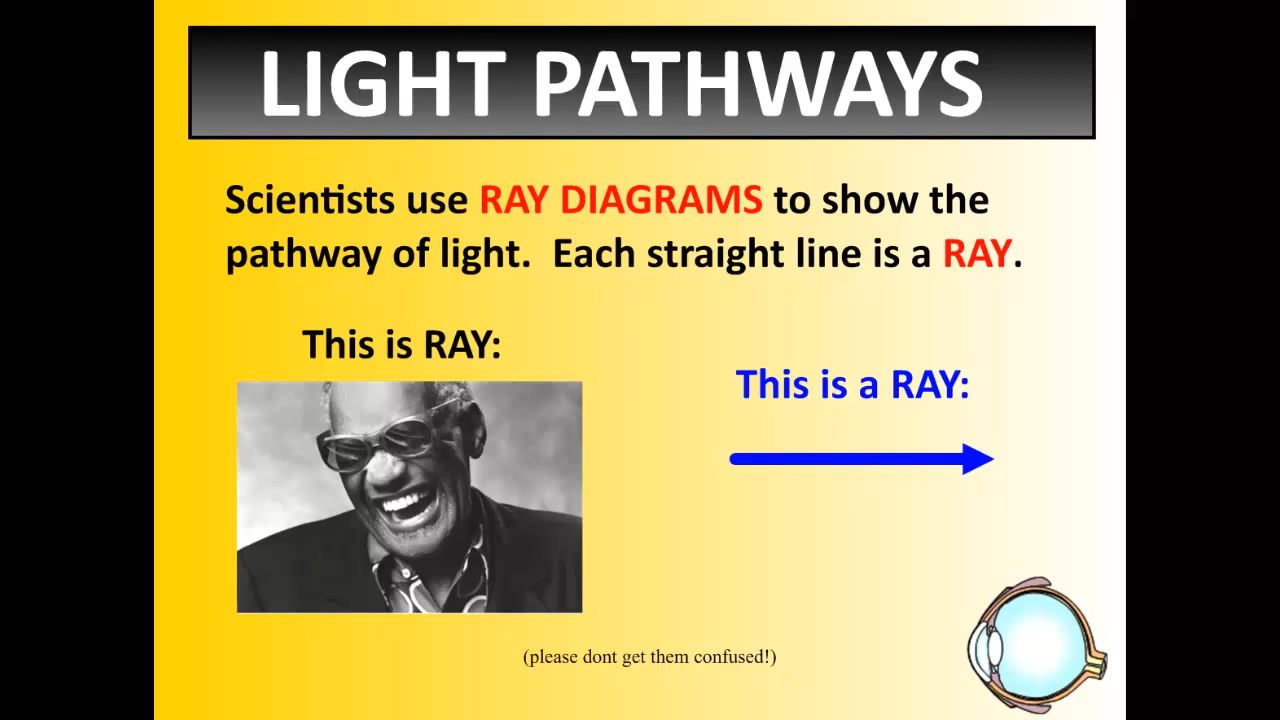 LIGHT PATHWAYS
Scientists use RAY DIAGRAMS to show the
pathway of light.  Each straight line is a RAY.
This is RAY:
This is a RAY:
(please dont get them confused!)